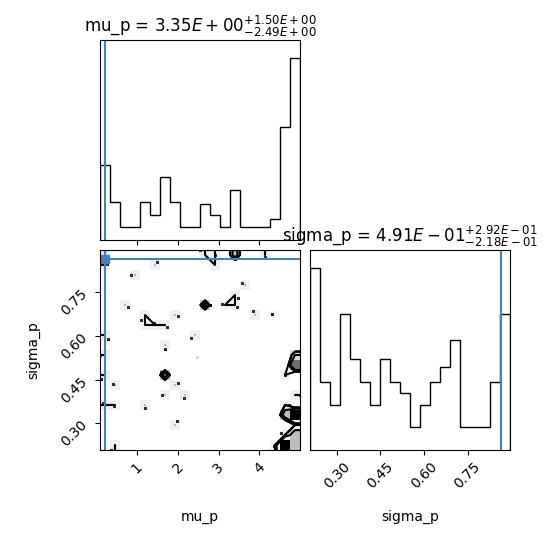 mu_p = 3.35E + 00+1.50E+00−2.49E+00
sigma_p = 4.91E − 01+2.92E−01−2.18E−01
sigma_p
0.75
0.60
0.45
0.30
1
2
3
4
mu_p
0.30
0.45
0.60
0.75
sigma_p